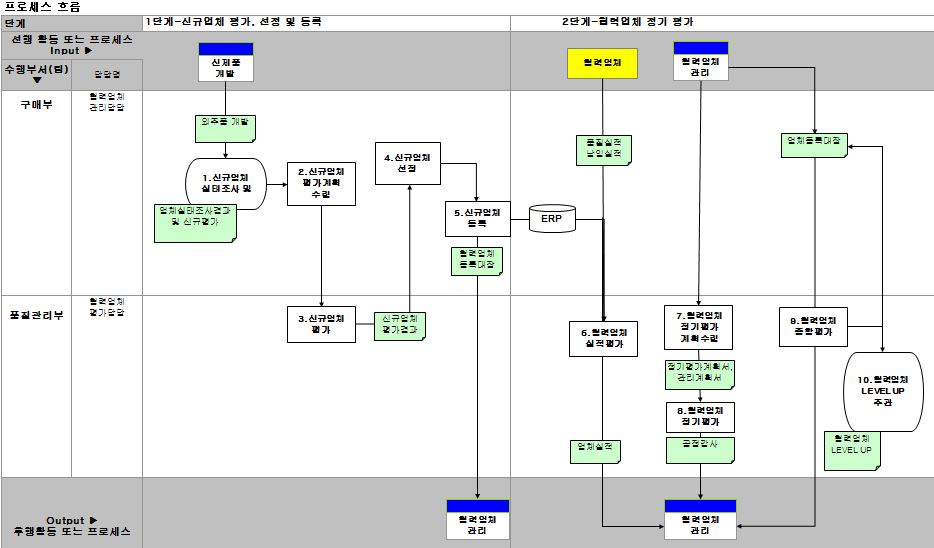 프로세스 흐름
단계
1단계-신규업체 평가, 선정 및 등록
2단계-협력업체 정기 평가
선행 활동 또는 프로세스
Input ▶
수행부서(팀)
▼
담당명
신제품
개발
협력업체
협력업체
관리
구매부
협력업체
관리담당
외주품 개발
1.신규업체
실태조사 및
업체실태조사결과
및 신규평가
2.신규업체
평가계획
수립
4.신규업체
선정
5.신규업체
등록
협력업체
등록대장
ERP
품질실적
납입실적
업체등록대장
품질관리부
협력업체
평가담당
3.신규업체
평가
신규업체
평가결과
6.협력업체
실적평가
업체실적
7.협력업체
정기평가
계획수립
정기평가계획서,
관리계획서
8.협력업체
정기평가
공정감사
9.협력업체
종합평가
10.협력업체
LEVEL UP
주관
협력업체
LEVEL UP
Output ▶
후행활동 또는 프로세스
협력업체
관리
협력업체
관리